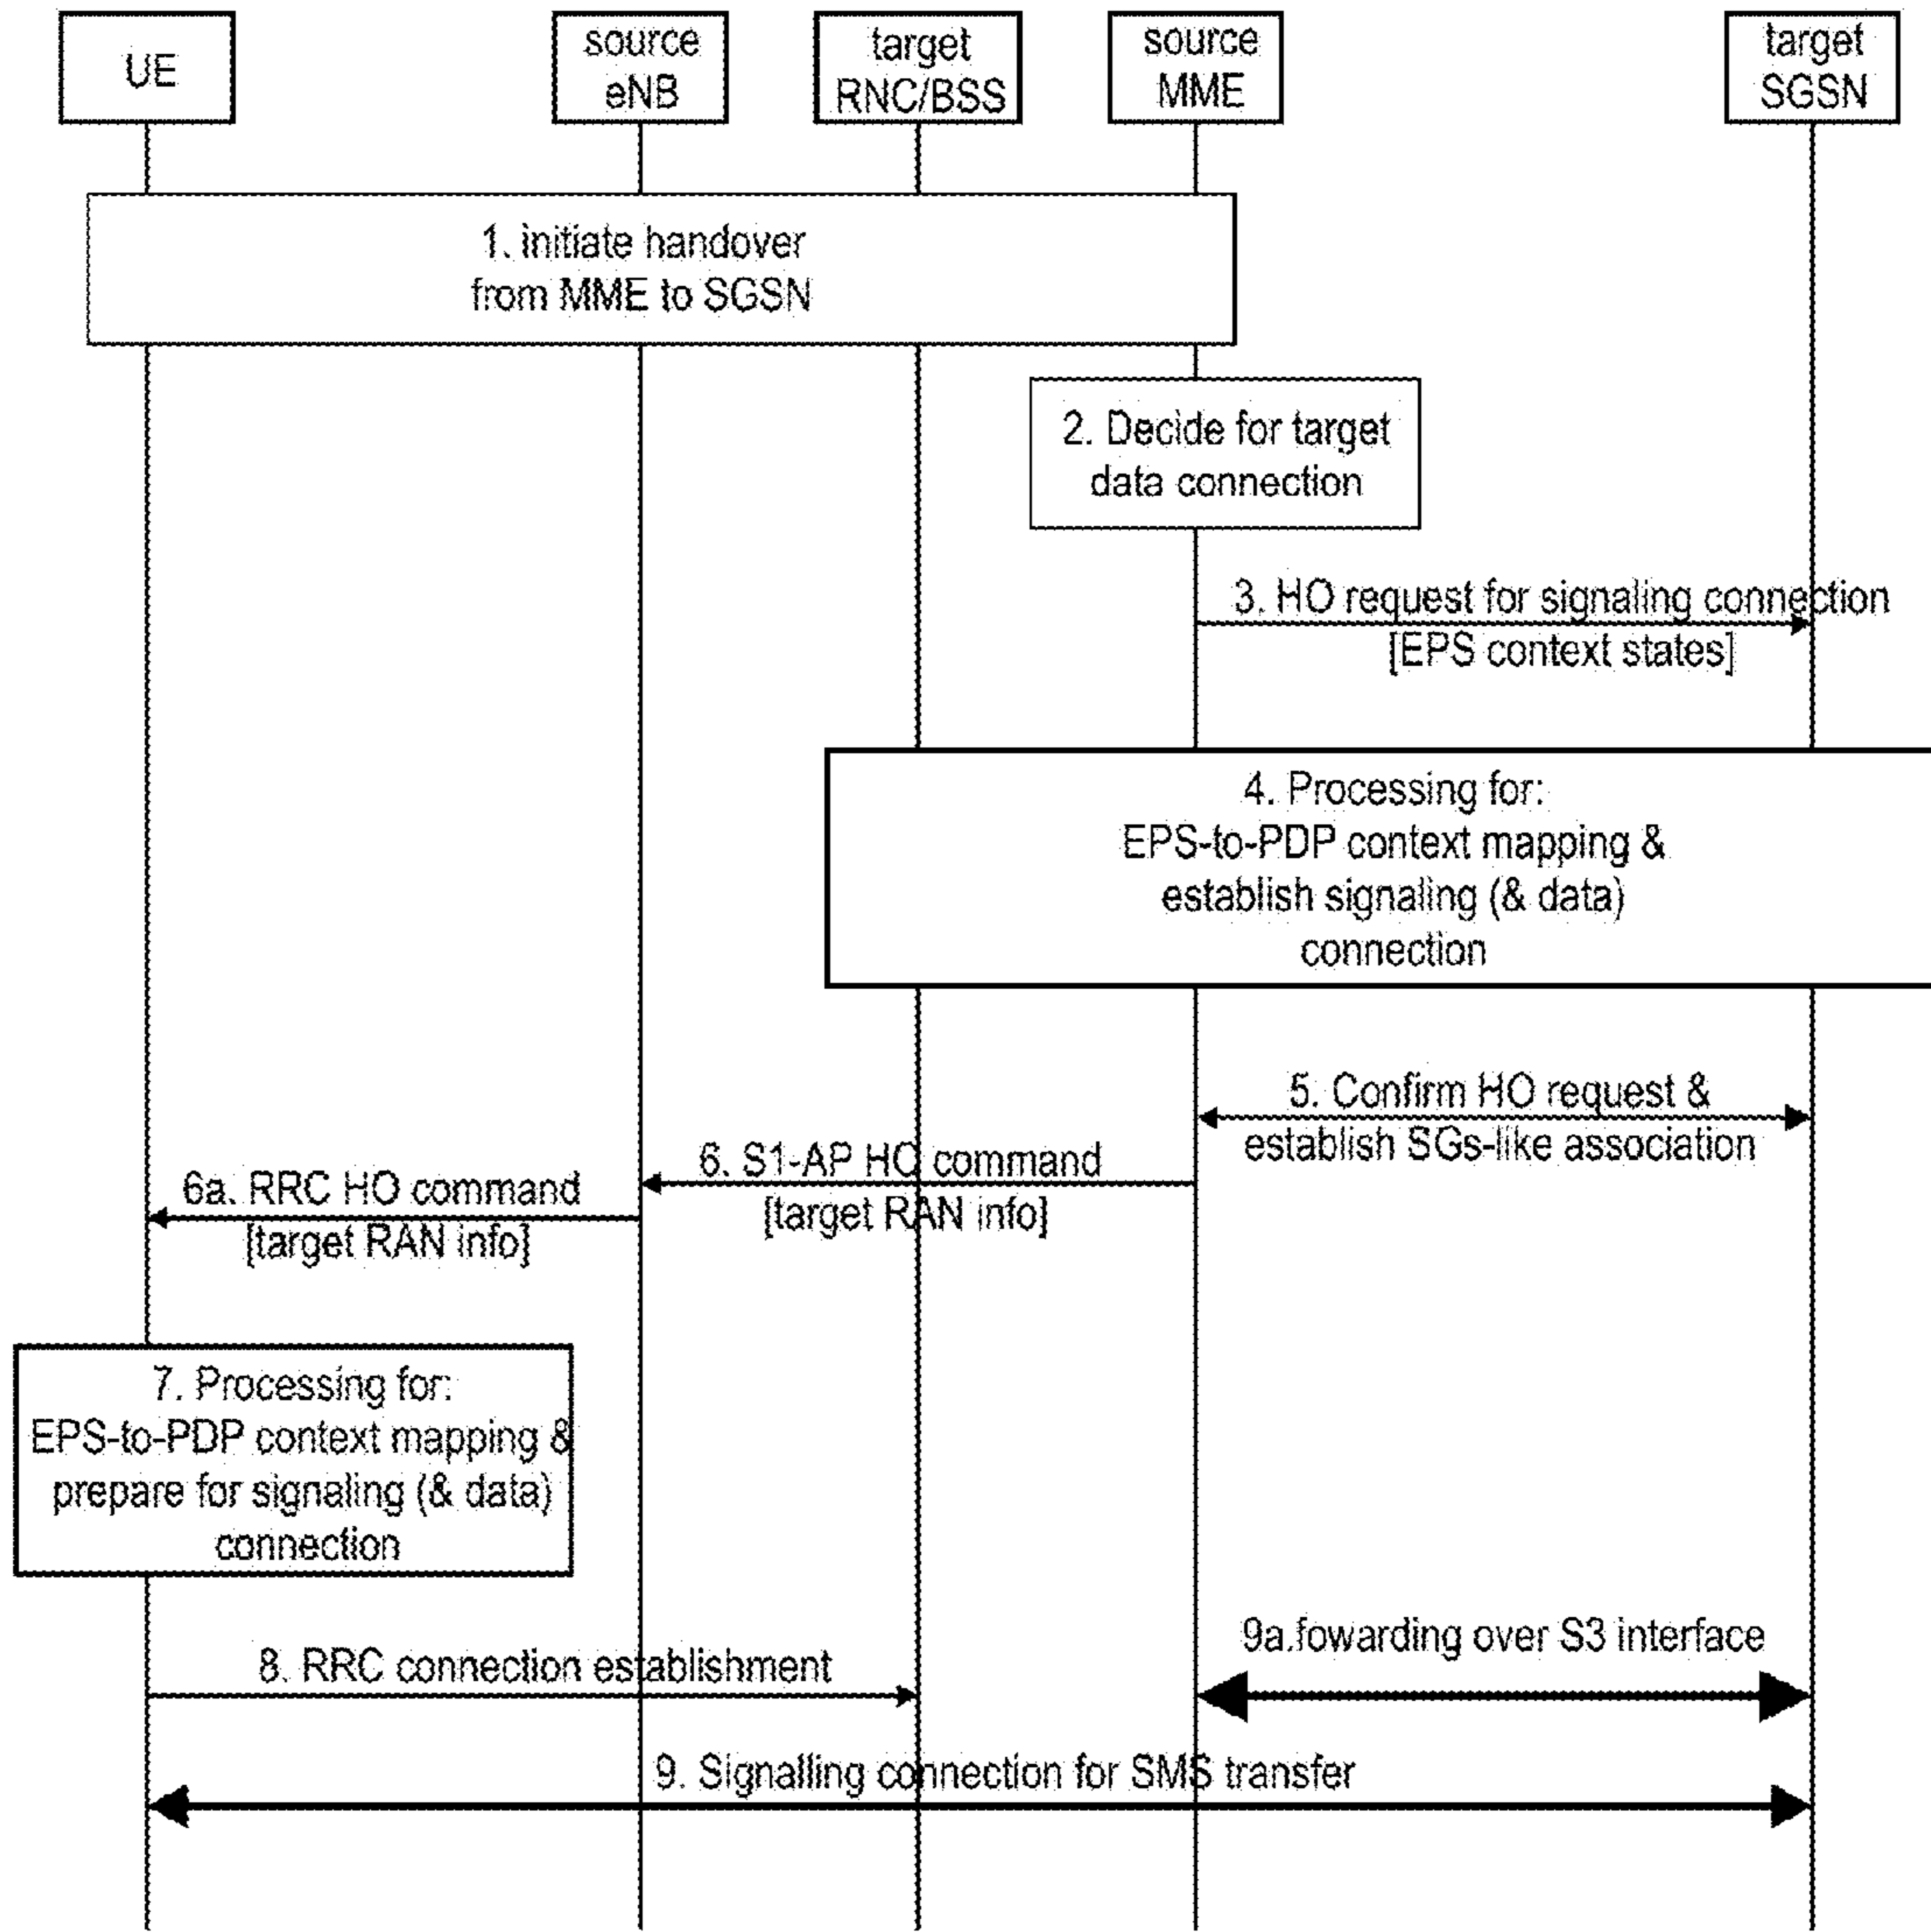 UE
source
eNB
target
RNC/BSS
source
MME
target
SGSN
1. initiate handover
from MME to SGSN
2. Decide for target
data connection
3. HO request for signaling connection
[EPS context states]
4. Processing for:
EPS-to-PDP context mapping &
establish signaling (& data)
connection
5. Confirm HO request &
establish SGs-like association
6. S1-AP HO command
[target RAN info]
6a. RRC HO command
[target RAN info]
7. Processing for:
EPS-to-PDP context mapping &
prepare for signaling (& data)
connection
9a.fowarding over S3 interface
8. RRC connection establishment
9. Signalling connection for SMS transfer